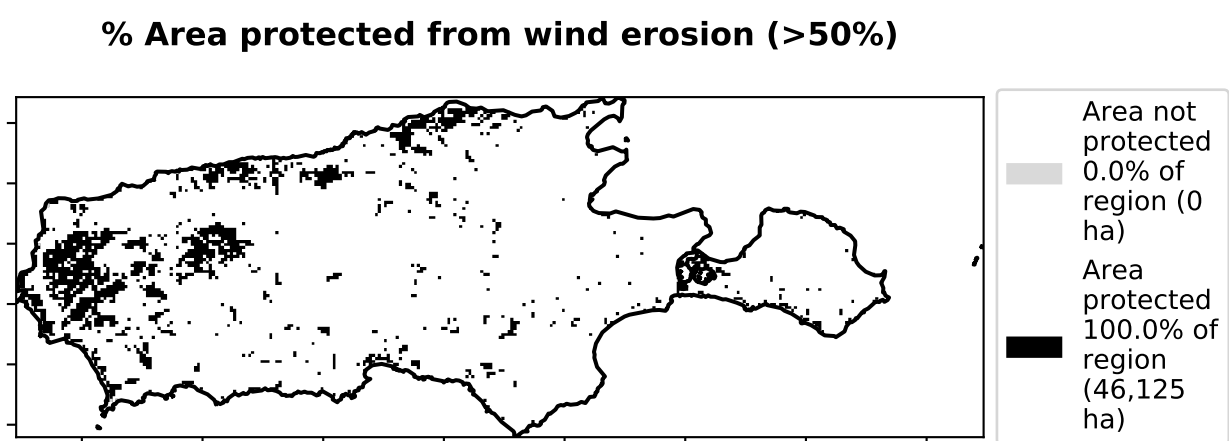 % Area protected from wind erosion (>50%)
Area not
protected
0.0% of
region (0
ha)
Area
protected
100.0% of
region
(46,125
ha)